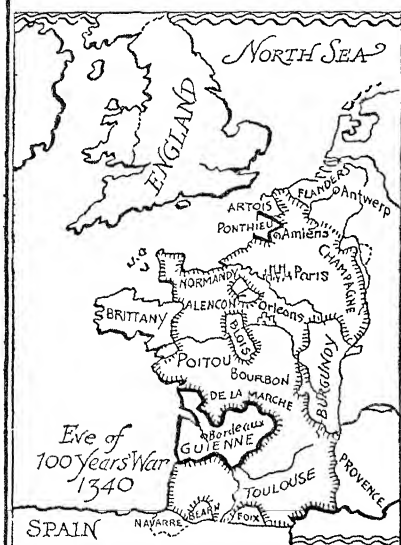 NORTH SEA
ENGLAND
FLANDERS
Antwerp
ARTOIS
PONTHIEU
Amiens
CHAMPAGNE
NORMANDY
Paris
ALENCON
Orleons
BRITTANY
BLOIS
POITOU
BOURBON
BURGUNDY
DE LA MARCHE
Bordeaux
GUIENNE
Eve of
100 Years' War
1340
TOULOUSE
PROVENCE
SPAIN
NAVARRE
BEARN
FOIX